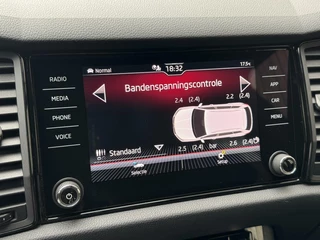 Normal 18:32 17.5°c
RADIO
MEDIA
PHONE
VOICE
NAV
APP
CAR
MENU
Bandenspanningscontrole
2.4 (2.4) 2.2 (2.4)
Standaard 2.5 (2.4) bar 2.6 (2.4)
Selectie Setup